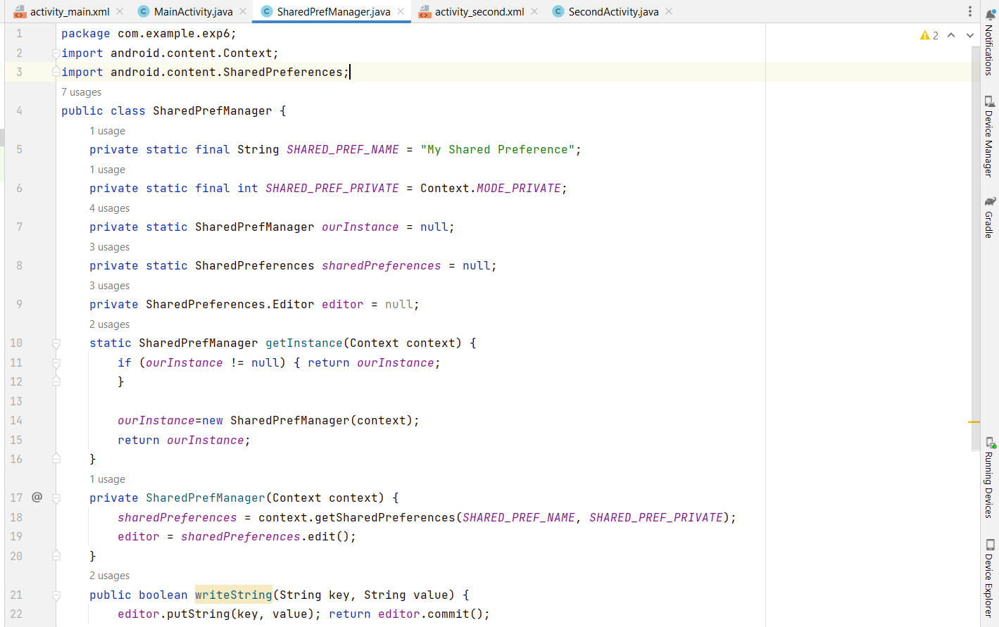 activity_main.xml MainActivity.java SharedPrefManager.java activity_second.xml SecondActivity.java
2
1 package com.example.exp6;
2 import android.content.Context;
3 import android.content.SharedPreferences;
7 usages
4 public class SharedPrefManager {
1 usage
5 private static final String SHARED_PREF_NAME = "My Shared Preference";
1 usage
6 private static final int SHARED_PREF_PRIVATE = Context.MODE_PRIVATE;
4 usages
7 private static SharedPrefManager ourInstance = null;
3 usages
8 private static SharedPreferences sharedPreferences = null;
3 usages
9 private SharedPreferences.Editor editor = null;
2 usages
10 static SharedPrefManager getInstance(Context context) {
11 if (ourInstance != null) { return ourInstance;
12 }
13
14 ourInstance=new SharedPrefManager(context);
15 return ourInstance;
16 }
1 usage
17 @ private SharedPrefManager(Context context) {
18 sharedPreferences = context.getSharedPreferences(SHARED_PREF_NAME, SHARED_PREF_PRIVATE);
19 editor = sharedPreferences.edit();
20 }
2 usages
21 public boolean writeString(String key, String value) {
22 editor.putString(key, value); return editor.commit();
Notifications
Device Manager
Gradle
Running Devices
Device Explorer